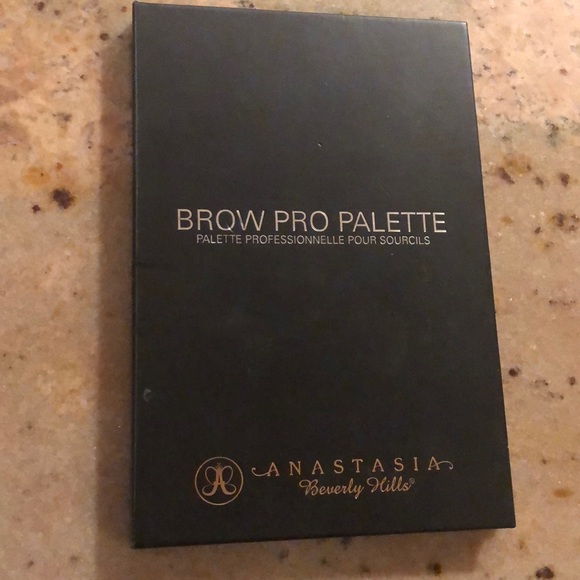 BROW PRO PALETTE
PALETTE PROFESSIONNELLE POUR SOURCILS
ANASTASIA
Beverly Hills®